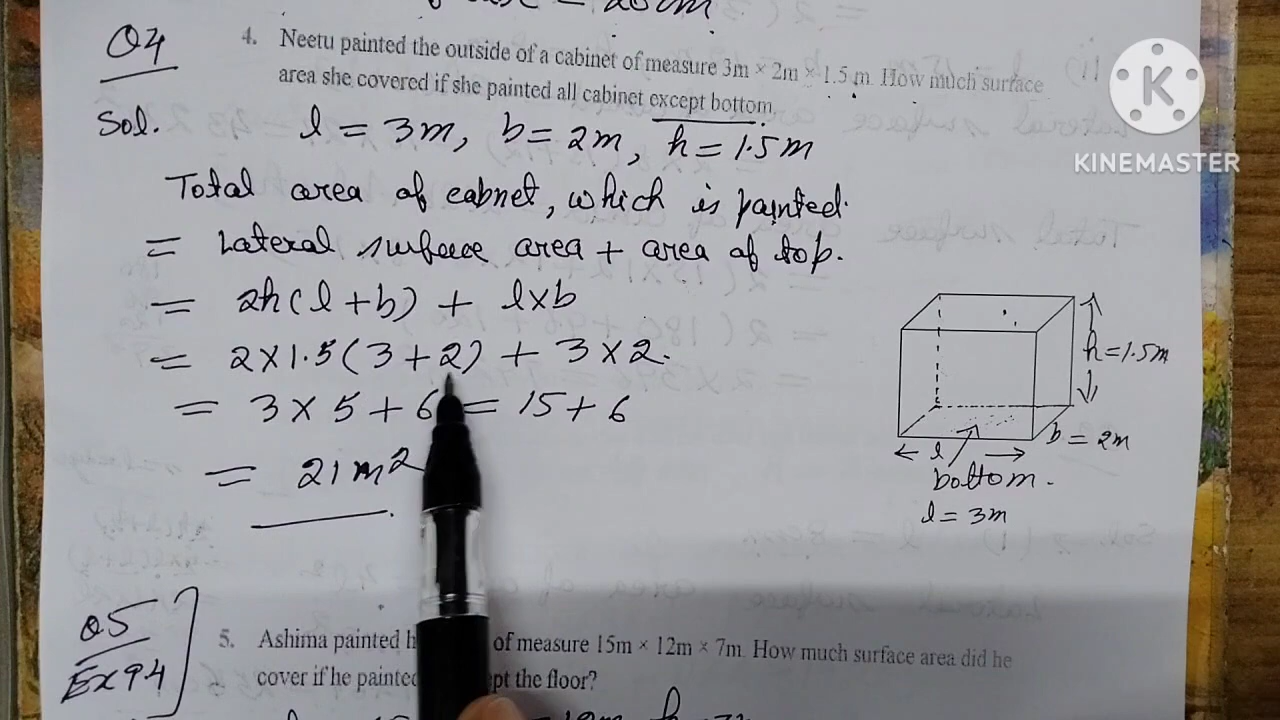 Q4
4. Neetu painted the outside of a cabinet of measure 3m × 2m × 1.5 m. How much surface
area she covered if she painted all cabinet except bottom.
Sol. l = 3m, b = 2m, h = 1.5m
Total area of cabnet, which is painted.
= Lateral surface area + area of top.
= 2h(l+b) + l×b
= 2×1.5(3+2) + 3×2.
= 3×5+6 = 15+6
= 21m²
h=1.5m
b = 2m
l
bottom.
l = 3m
KINEMASTER
Q5
Ex 9.4
5. Ashima painted of measure 15m × 12m × 7m. How much surface area did he
cover if he painted the floor?